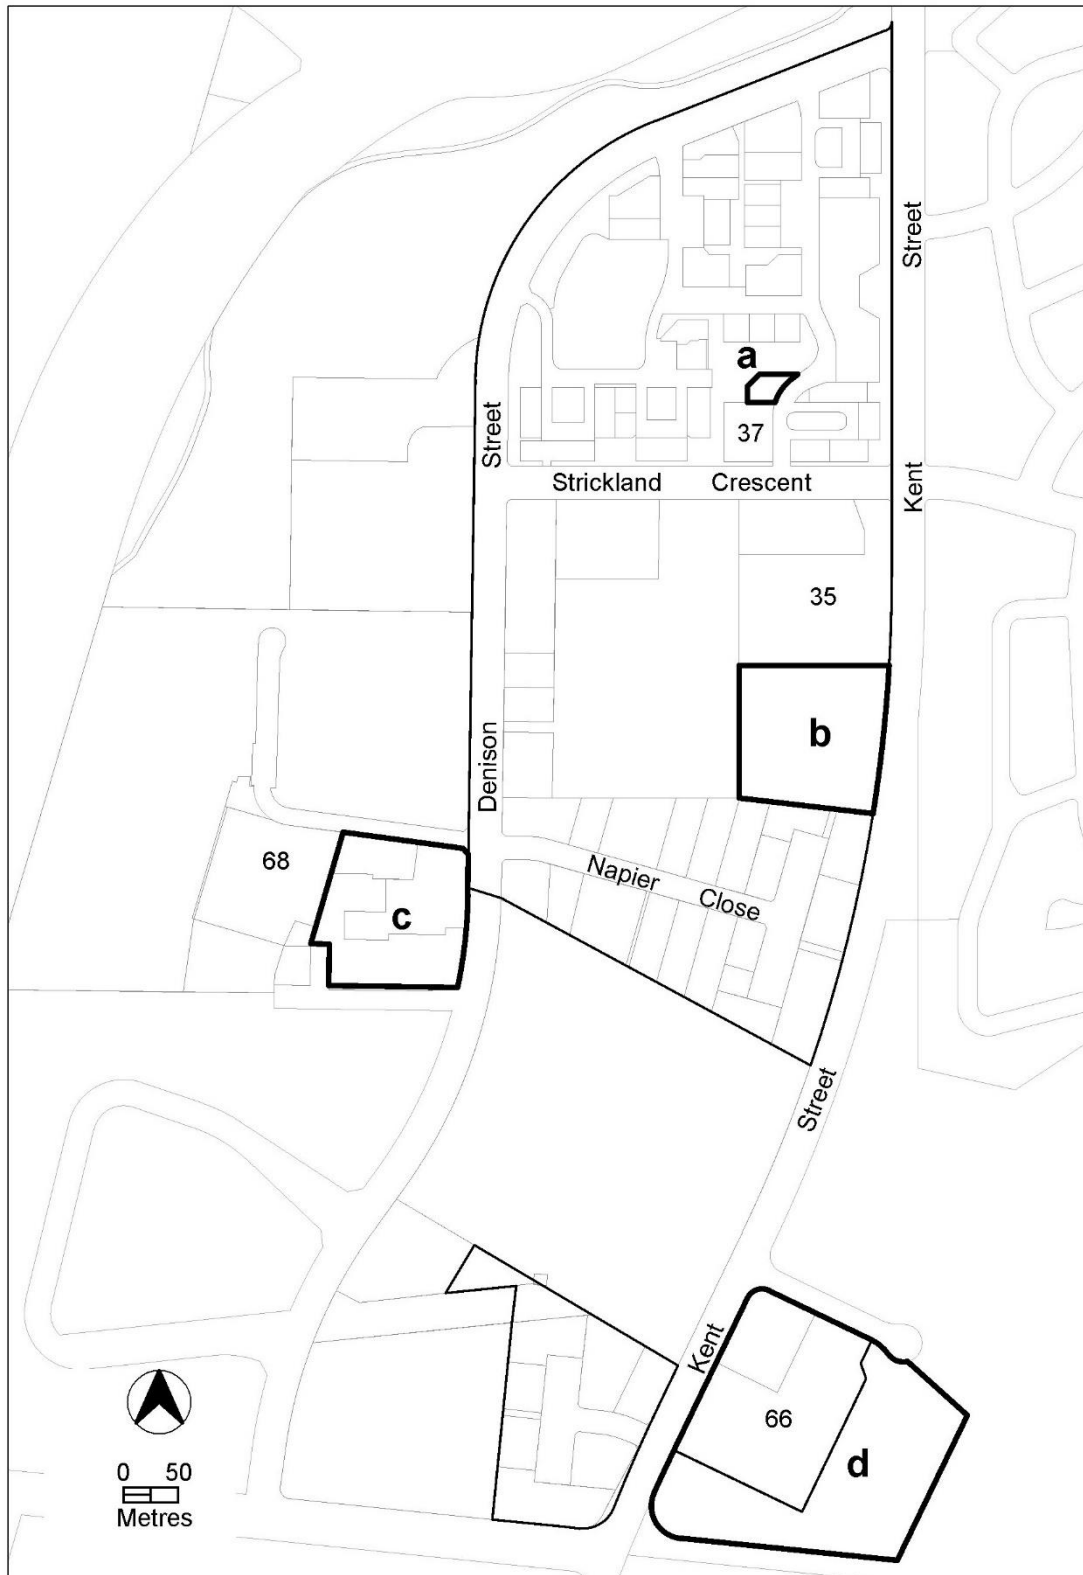 Street
a
37
Street
Strickland Crescent
Kent
35
b
Denison
68
Napier Close
c
Street
Kent
66
d
0 50
Metres